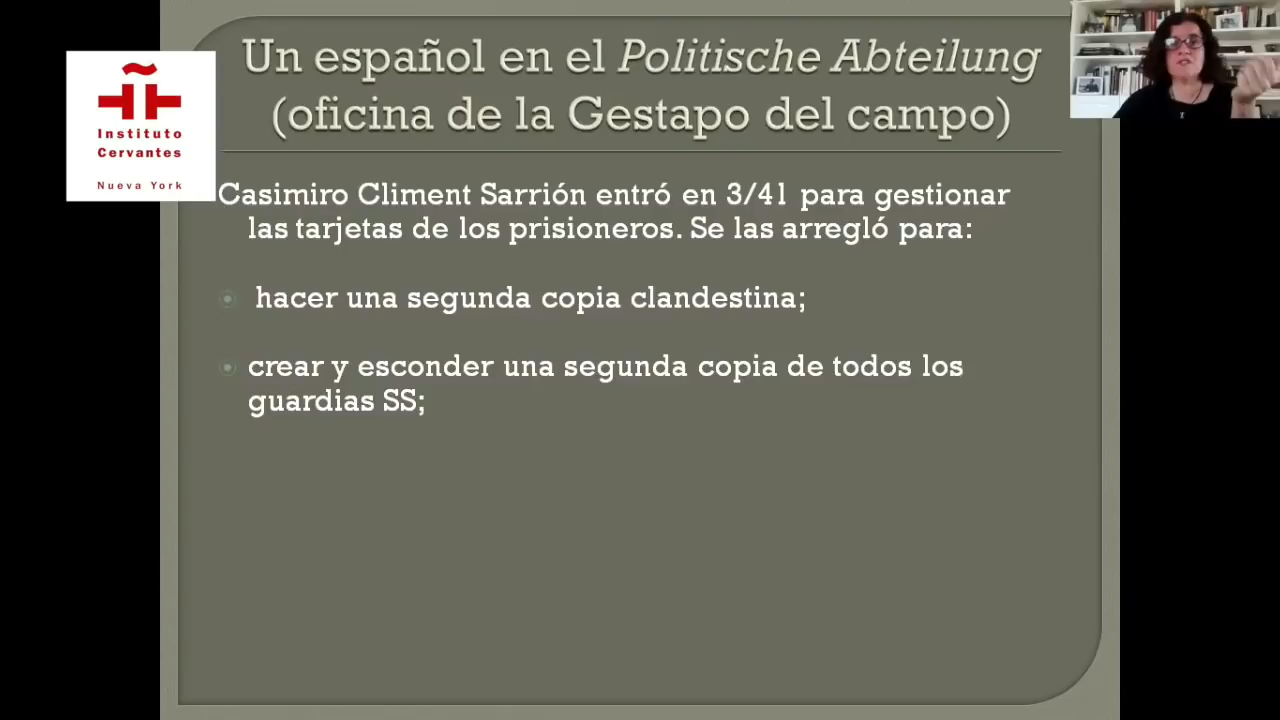 Un español en el Politische Abteilung
(oficina de la Gestapo del campo)
Instituto
Cervantes
Nueva York
Casimiro Climent Sarrión entró en 3/41 para gestionar
las tarjetas de los prisioneros. Se las arregló para:
hacer una segunda copia clandestina;
crear y esconder una segunda copia de todos los
guardias SS;